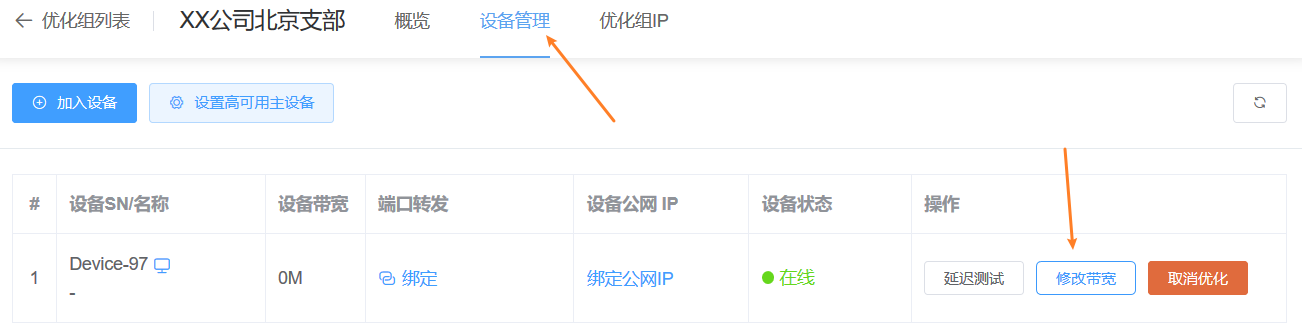 优化组列表 XX公司北京支部 概览 设备管理 优化组IP
加入设备 设置高可用主设备
# 设备SN/名称 设备带宽 端口转发 设备公网 IP 设备状态 操作
1 Device-97 0M 绑定 绑定公网IP 在线 延迟测试 修改带宽 取消优化
-